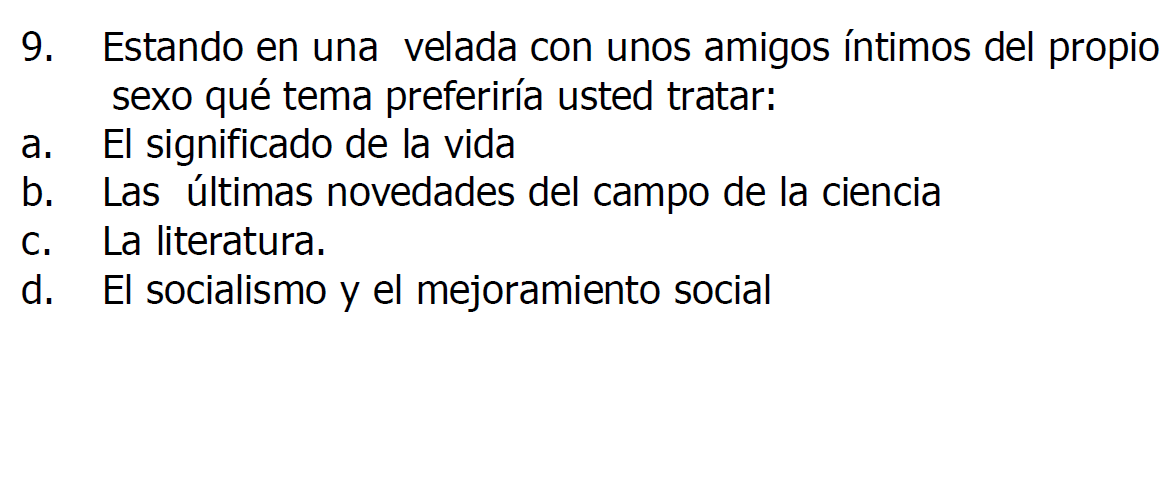 9. Estando en una velada con unos amigos íntimos del propio
sexo qué tema preferiría usted tratar:
a. El significado de la vida
b. Las últimas novedades del campo de la ciencia
c. La literatura.
d. El socialismo y el mejoramiento social